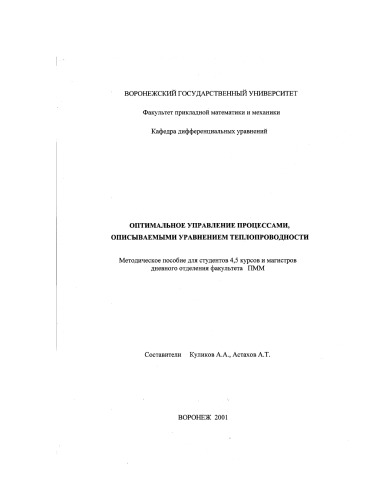 ВОРОНЕЖСКИЙ ГОСУДАРСТВЕННЫЙ УНИВЕРСИТЕТ
Факультет прикладной математики и механики
Кафедра дифференциальных уравнений
ОПТИМАЛЬНОЕ УПРАВЛЕНИЕ ПРОЦЕССАМИ,
ОПИСЫВАЕМЫМИ УРАВНЕНИЕМ ТЕПЛОПРОВОДНОСТИ
Методическое пособие для студентов 4,5 курсов и магистров
дневного отделения факультета ПММ
Составители Куликов А.А., Астахов А.Т.
ВОРОНЕЖ 2001